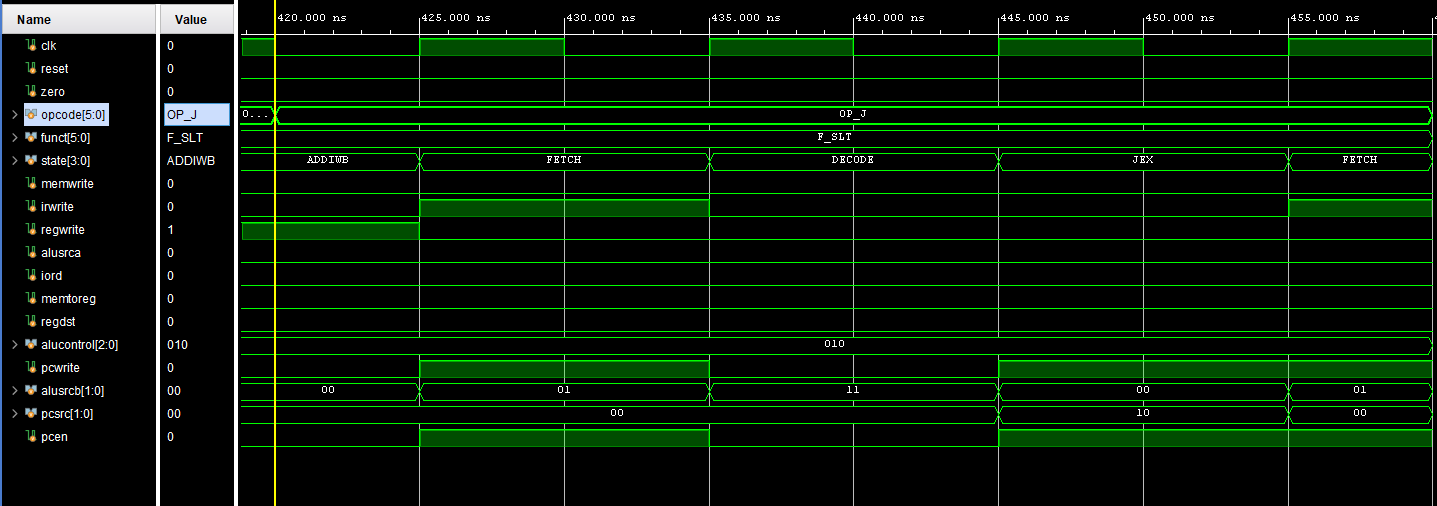 Name Value 420.000 ns 425.000 ns 430.000 ns 435.000 ns 440.000 ns 445.000 ns 450.000 ns 455.000 ns
clk 0
reset 0
zero 0
opcode[5:0] OP_J 0... OP_J
funct[5:0] F_SLT F_SLT
state[3:0] ADDIWB ADDIWB FETCH DECODE JEX FETCH
memwrite 0
irwrite 0
regwrite 1
alusrca 0
iord 0
memtoreg 0
regdst 0
alucontrol[2:0] 010 010
pcwrite 0
alusrcb[1:0] 00 00 01 11 00 01
pcsrc[1:0] 00 00 10 00
pcen 0